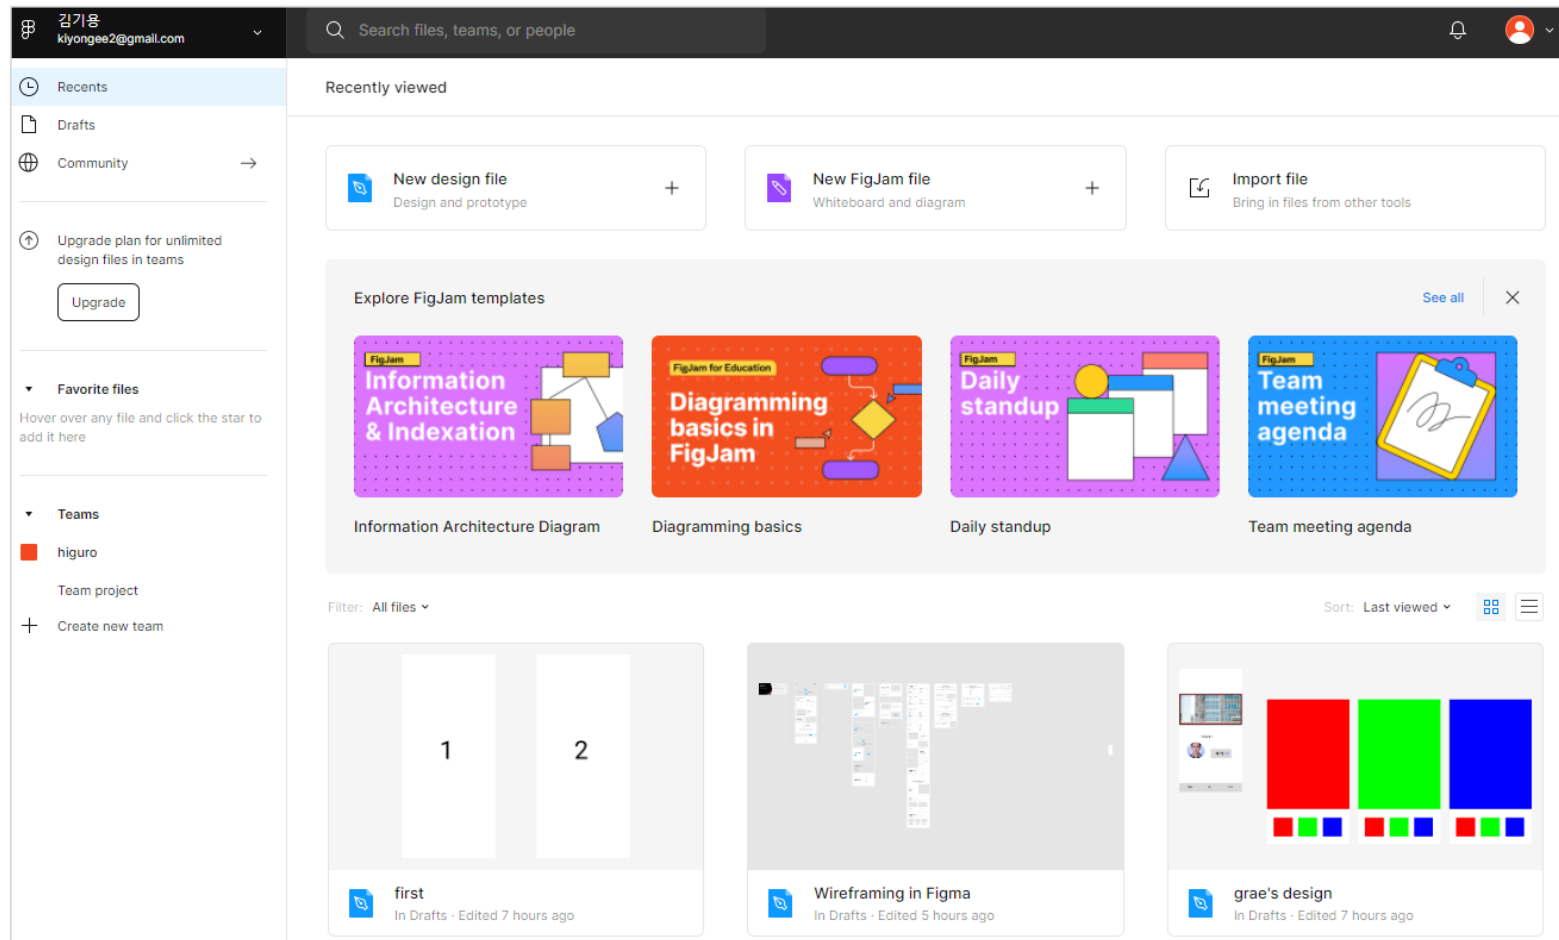 김기용
kiyongee2@gmail.com
Search files, teams, or people
Recents
Drafts
Community
Upgrade plan for unlimited
design files in teams
Upgrade
Favorite files
Hover over any file and click the star to
add it here
Teams
higuro
Team project
Create new team
Recently viewed
New design file
Design and prototype
New FigJam file
Whiteboard and diagram
Import file
Bring in files from other tools
Explore FigJam templates
See all
FigJam
Information
Architecture
& Indexation
Information Architecture Diagram
FigJam for Education
Diagramming
basics in
FigJam
Diagramming basics
FigJam
Daily
standup
Daily standup
FigJam
Team
meeting
agenda
Team meeting agenda
Filter: All files
Sort: Last viewed
1
2
first
In Drafts · Edited 7 hours ago
Wireframing in Figma
In Drafts · Edited 5 hours ago
grae's design
In Drafts · Edited 7 hours ago